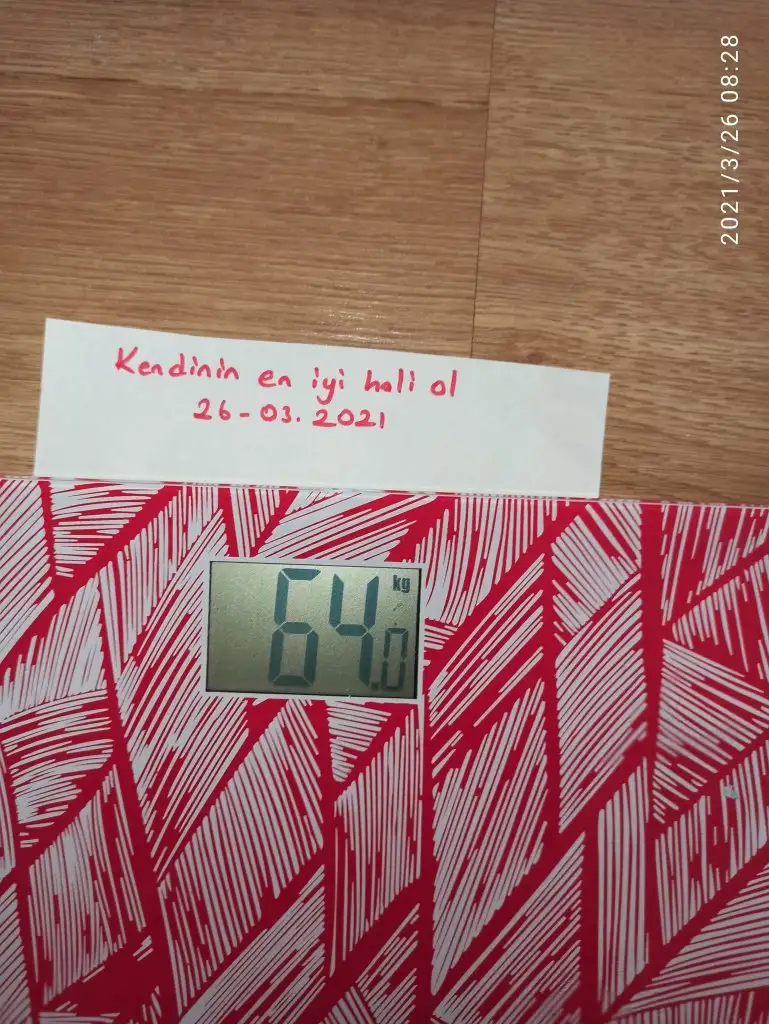 2021/3/26 08:28
Kendinin en iyi hali ol
26-03.2021
kg
64.0